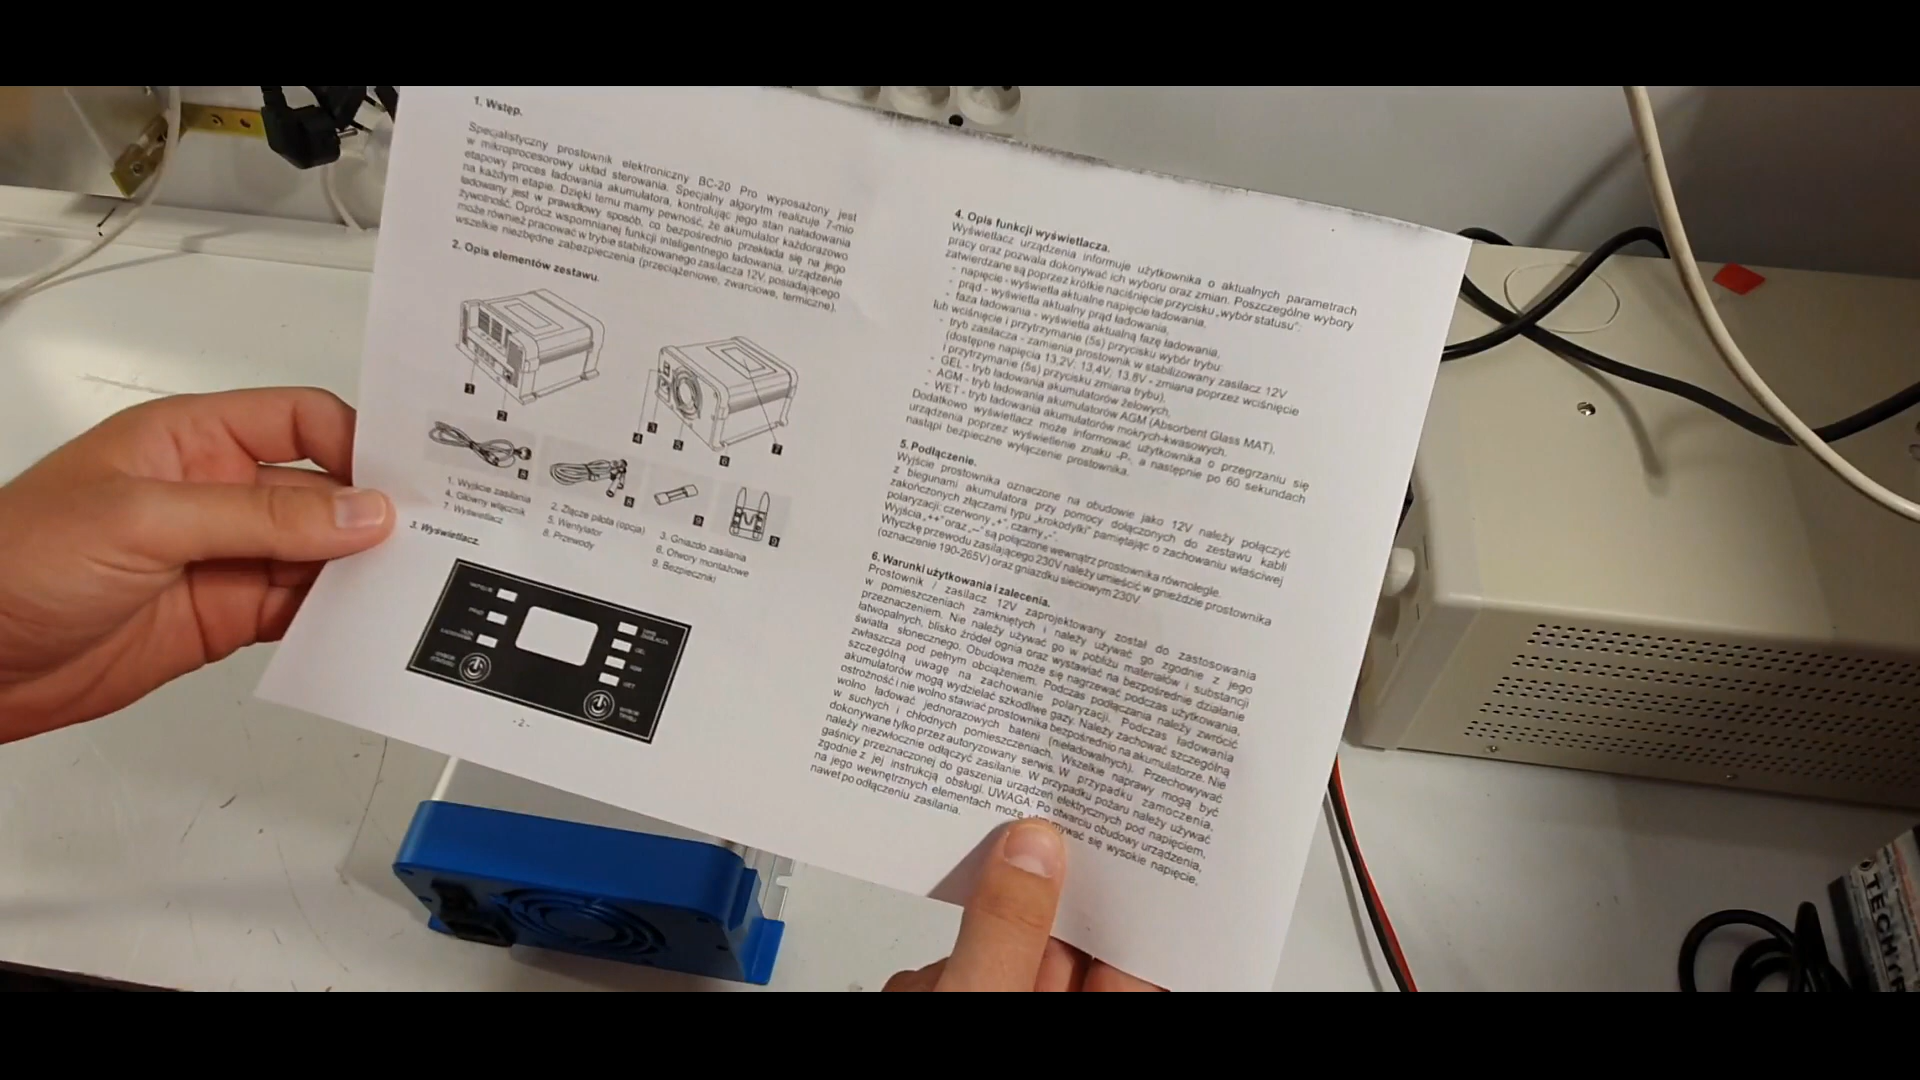 1. Wstęp.
Specjalistyczny prostownik elektroniczny BC-20 Pro wyposażony jest
w mikroprocesorowy układ sterowania. Specjalny algorytm realizuje 7-mio
etapowy proces ładowania akumulatora, kontrolując jego stan naładowania
na każdym etapie. Dzięki temu mamy pewność, że akumulator każdorazowo
ładowany jest w prawidłowy sposób, co bezpośrednio przekłada się na jego
żywotność. Oprócz wspomnianej funkcji inteligentnego ładowania, urządzenie
może również pracować w trybie stabilizowanego zasilacza 12V, posiadającego
wszelkie niezbędne zabezpieczenia (przeciążeniowe, zwarciowe, termiczne).
2. Opis elementów zestawu.
1
2
4
3
5
6
7
8
8
9
9
1. Wyjście zasilania
2. Złącze pilota (opcja)
3. Gniazdo zasilania
4. Główny włącznik
5. Wentylator
6. Otwory montażowe
7. Wyświetlacz
8. Przewody
9. Bezpieczniki
3. Wyświetlacz.
PRĄD
GEL
WET
- 2 -
4. Opis funkcji wyświetlacza.
Wyświetlacz urządzenia informuje użytkownika o aktualnych parametrach
pracy oraz pozwala dokonywać ich wyboru oraz zmian. Poszczególne wybory
zatwierdzane są poprzez krótkie naciśnięcie przycisku „wybór statusu":
- napięcie - wyświetla aktualne napięcie ładowania,
- prąd - wyświetla aktualny prąd ładowania,
- faza ładowania - wyświetla aktualną fazę ładowania,
lub wciśnięcie i przytrzymanie (5s) przycisku wybór trybu:
- tryb zasilacza - zamienia prostownik w stabilizowany zasilacz 12V
(dostępne napięcia 13,2V; 13,4V; 13,8V - zmiana poprzez wciśnięcie
i przytrzymanie (5s) przycisku zmiana trybu),
- GEL - tryb ładowania akumulatorów żelowych,
- AGM - tryb ładowania akumulatorów AGM (Absorbent Glass MAT),
- WET - tryb ładowania akumulatorów mokrych-kwasowych.
Dodatkowo wyświetlacz może informować użytkownika o przegrzaniu się
urządzenia poprzez wyświetlenie znaku -P-, a następnie po 60 sekundach
nastąpi bezpieczne wyłączenie prostownika.
5. Podłączenie.
Wyjście prostownika oznaczone na obudowie jako 12V należy połączyć
z biegunami akumulatora przy pomocy dołączonych do zestawu kabli
zakończonych złączami typu „krokodylki" pamiętając o zachowaniu właściwej
polaryzacji: czerwony „+", czarny „-".
Wyjścia „++" oraz „--" są połączone wewnątrz prostownika równolegle.
Wtyczkę przewodu zasilającego 230V należy umieścić w gnieździe prostownika
(oznaczenie 190-265V) oraz gniazdku sieciowym 230V
6. Warunki użytkowania i zalecenia.
Prostownik / zasilacz 12V zaprojektowany został do zastosowania
w pomieszczeniach zamkniętych i należy używać go zgodnie z jego
przeznaczeniem. Nie należy używać go w pobliżu materiałów i substancji
łatwopalnych, blisko źródeł ognia oraz wystawiać na bezpośrednie działanie
światła słonecznego. Obudowa może się nagrzewać podczas użytkowania,
zwłaszcza pod pełnym obciążeniem. Podczas podłączania należy zwrócić
szczególną uwagę na zachowanie polaryzacji. Podczas ładowania
akumulatorów mogą wydzielać szkodliwe gazy. Należy zachować szczególną
ostrożność i nie wolno stawiać prostownika bezpośrednio na akumulatorze. Nie
wolno ładować jednorazowych baterii (nieładowalnych). Przechowywać
w suchych i chłodnych pomieszczeniach. Wszelkie naprawy mogą być
dokonywane tylko przez autoryzowany serwis. W przypadku zamoczenia,
należy niezwłocznie odłączyć zasilanie. W przypadku pożaru należy używać
gaśnicy przeznaczonej do gaszenia urządzeń elektrycznych pod napięciem,
zgodnie z jej instrukcją obsługi. UWAGA: Po otwarciu obudowy urządzenia,
na jego wewnętrznych elementach może się wysokie napięcie,
nawet po odłączeniu zasilania.